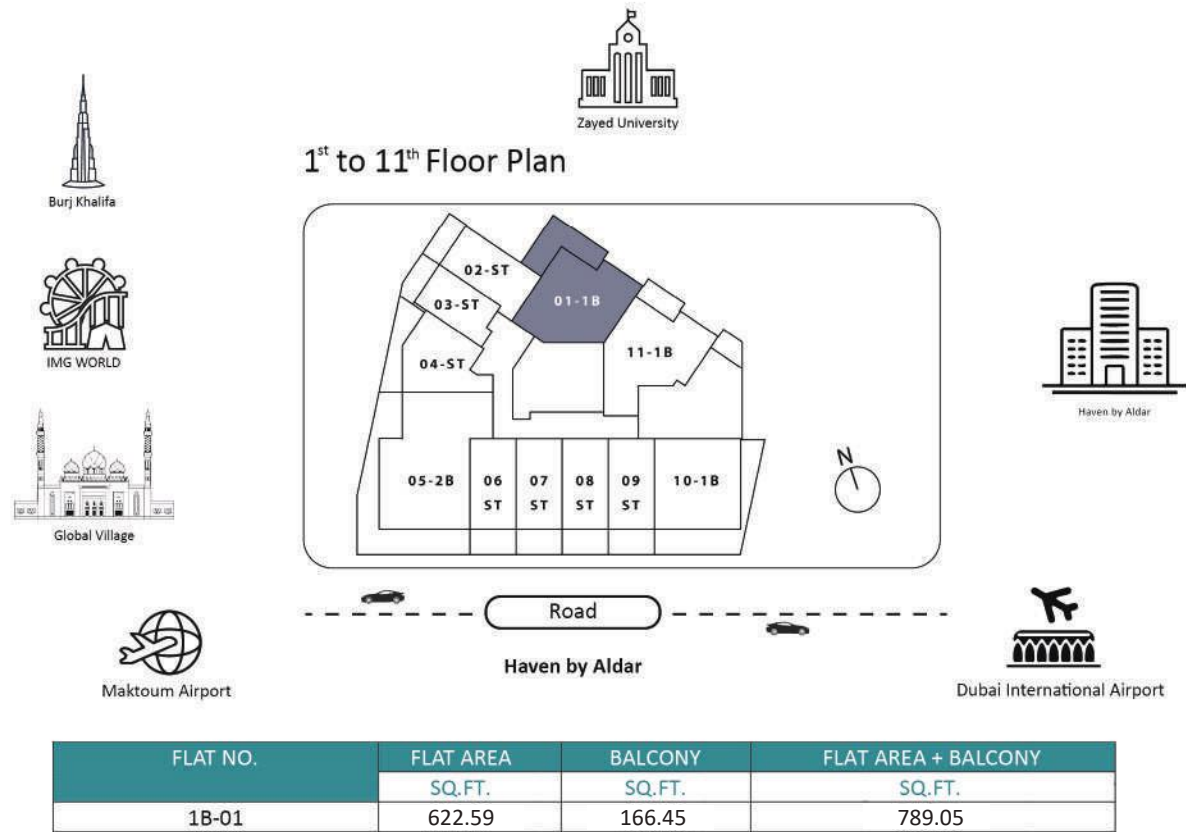 Zayed University
1st to 11th Floor Plan
Burj Khalifa
IMG WORLD
Global Village
Maktoum Airport
02-ST
03-ST
04-ST
01-1B
11-1B
05-2B
06
ST
07
ST
08
ST
09
ST
10-1B
N
Haven by Aldar
Road
Haven by Aldar
Dubai International Airport
FLAT NO. FLAT AREA BALCONY FLAT AREA + BALCONY
SQ.FT. SQ.FT. SQ.FT.
1B-01 622.59 166.45 789.05